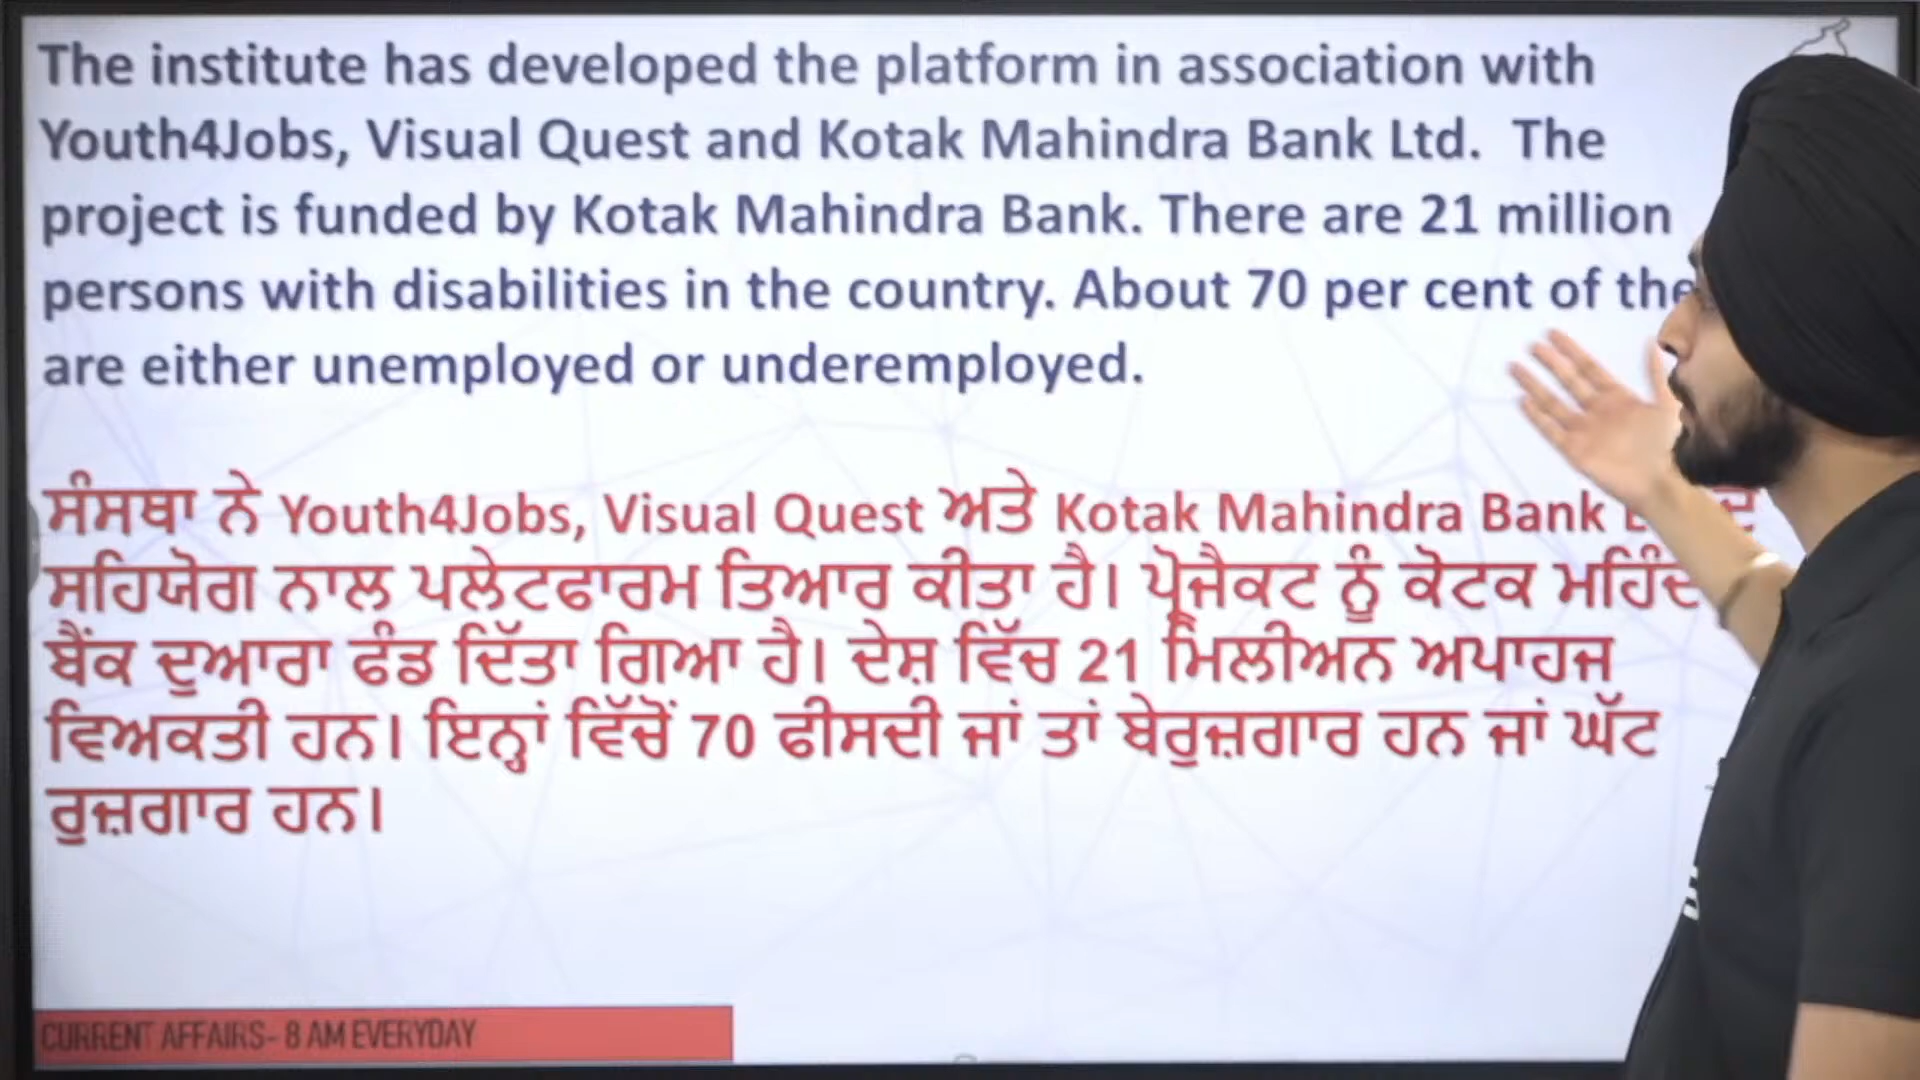 The institute has developed the platform in association with
Youth4Jobs, Visual Quest and Kotak Mahindra Bank Ltd. The
project is funded by Kotak Mahindra Bank. There are 21 million
persons with disabilities in the country. About 70 per cent of
are either unemployed or underemployed.
ਸੰਸਥਾ ਨੇ Youth4Jobs, Visual Quest ਅਤੇ Kotak Mahindra Bank
ਸਹਿਯੋਗ ਨਾਲ ਪਲੇਟਫਾਰਮ ਤਿਆਰ ਕੀਤਾ ਹੈ। ਪ੍ਰੋਜੈਕਟ ਨੂੰ ਕੋਟਕ
ਬੈਂਕ ਦੁਆਰਾ ਫੰਡ ਦਿੱਤਾ ਗਿਆ ਹੈ। ਦੇਸ਼ ਵਿੱਚ 21 ਮਿਲੀਅਨ ਅਪਾਹਜ
ਵਿਅਕਤੀ ਹਨ। ਇਨ੍ਹਾਂ ਵਿੱਚੋਂ 70 ਫੀਸਦੀ ਜਾਂ ਤਾਂ ਬੇਰੁਜ਼ਗਾਰ ਹਨ ਜਾਂ ਘੱਟ
ਰੁਜ਼ਗਾਰ ਹਨ।
CURRENT AFFAIRS- 8 AM EVERYDAY